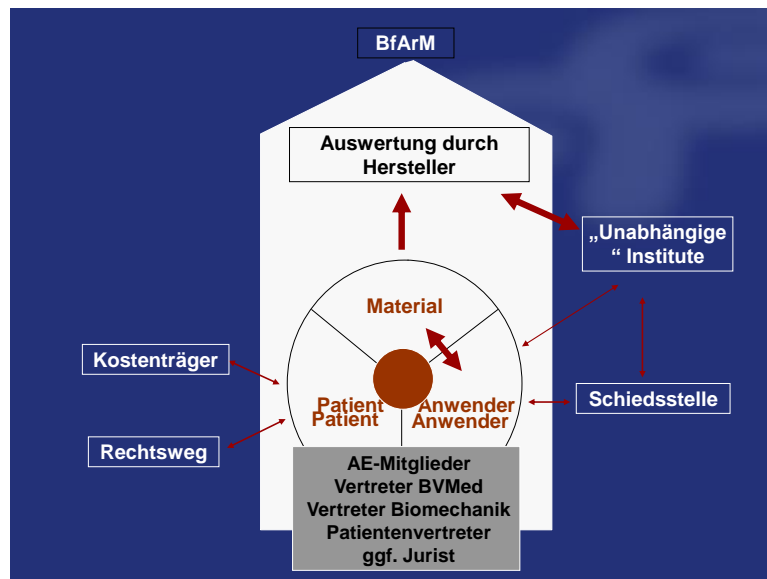 BfArM
Auswertung durch
Hersteller
„Unabhängige
“ Institute
Material
Kostenträger
Patient
Patient
Anwender
Anwender
Schiedsstelle
Rechtsweg
AE-Mitglieder
Vertreter BVMed
Vertreter Biomechanik
Patientenvertreter
ggf. Jurist